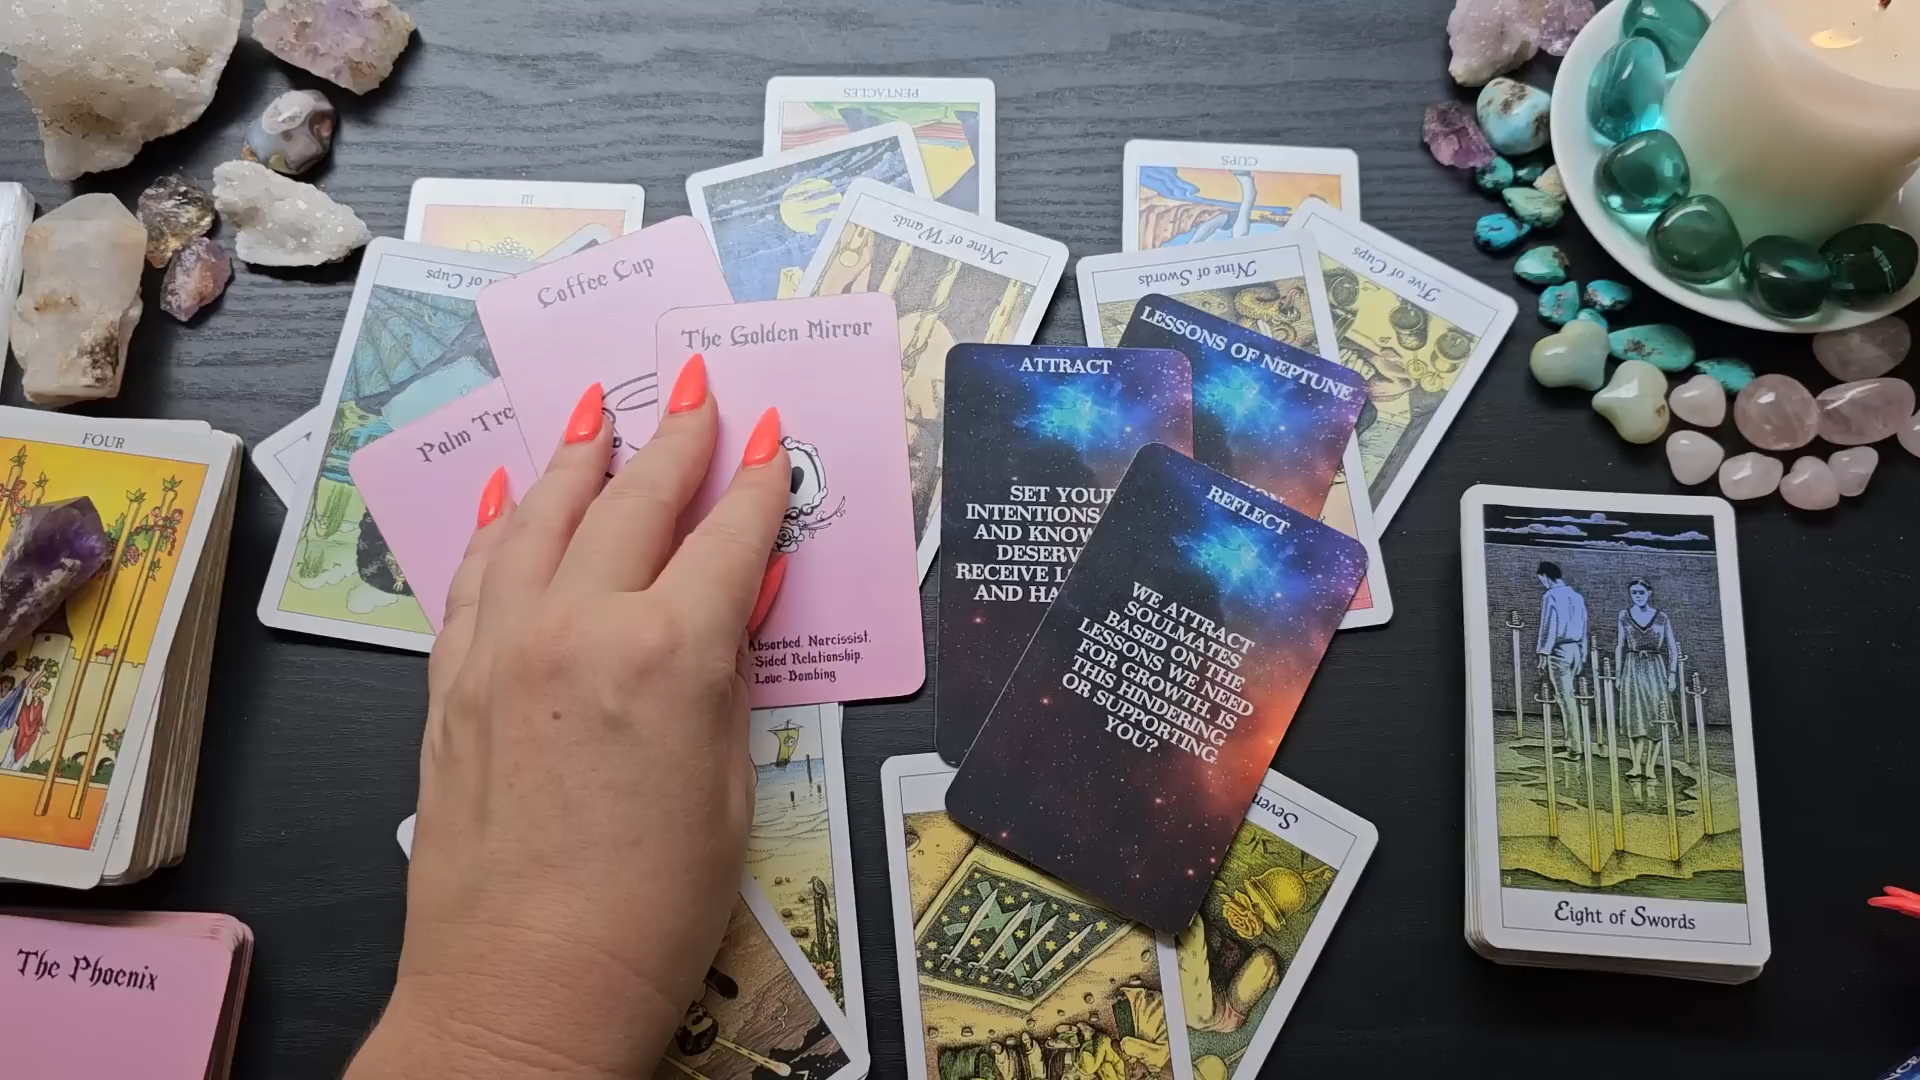 PENTACLES
CUPS
III
of Cups
Coffee Cup
Nine of Wands
Nine of Swords
Five of Cups
The Golden Mirror
Palm
LESSONS OF NEPTUNE
ATTRACT
SET YOUR
INTENTIONS
AND KNOW
RECEIVE
AND
REFLECT
WE ATTRACT
SOULMATES
BASED ON THE
LESSONS WE NEED
FOR GROWTH. IS
THIS HINDERING
OR SUPPORTING
YOU?
Absorbed. Narcissist.
-Sided Relationship.
Love-Bombing
FOUR
Seven
Eight of Swords
The Phoenix